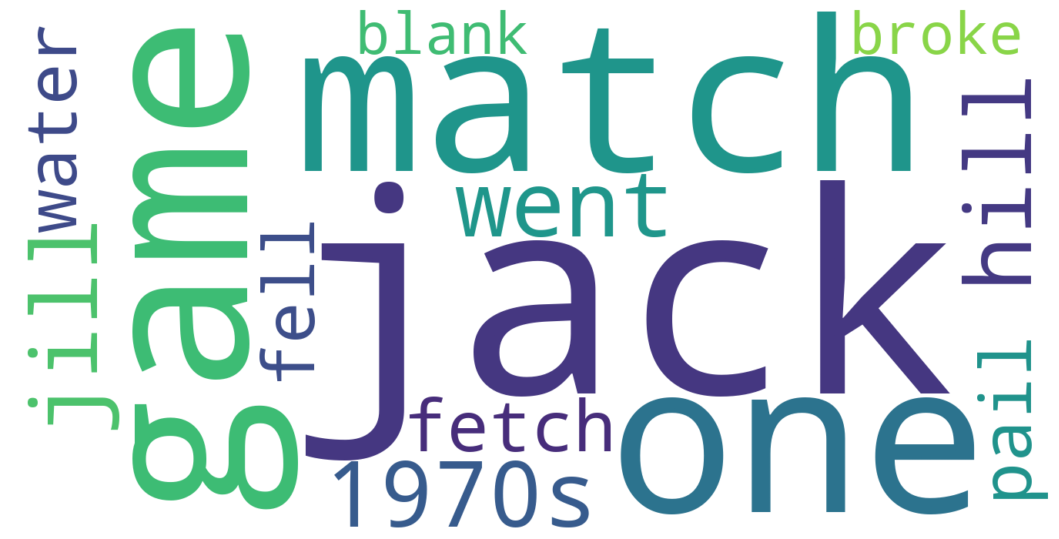 blank
broke
match
water
game
hill
went
jack
jill
fell
pail
fetch
one
1970s